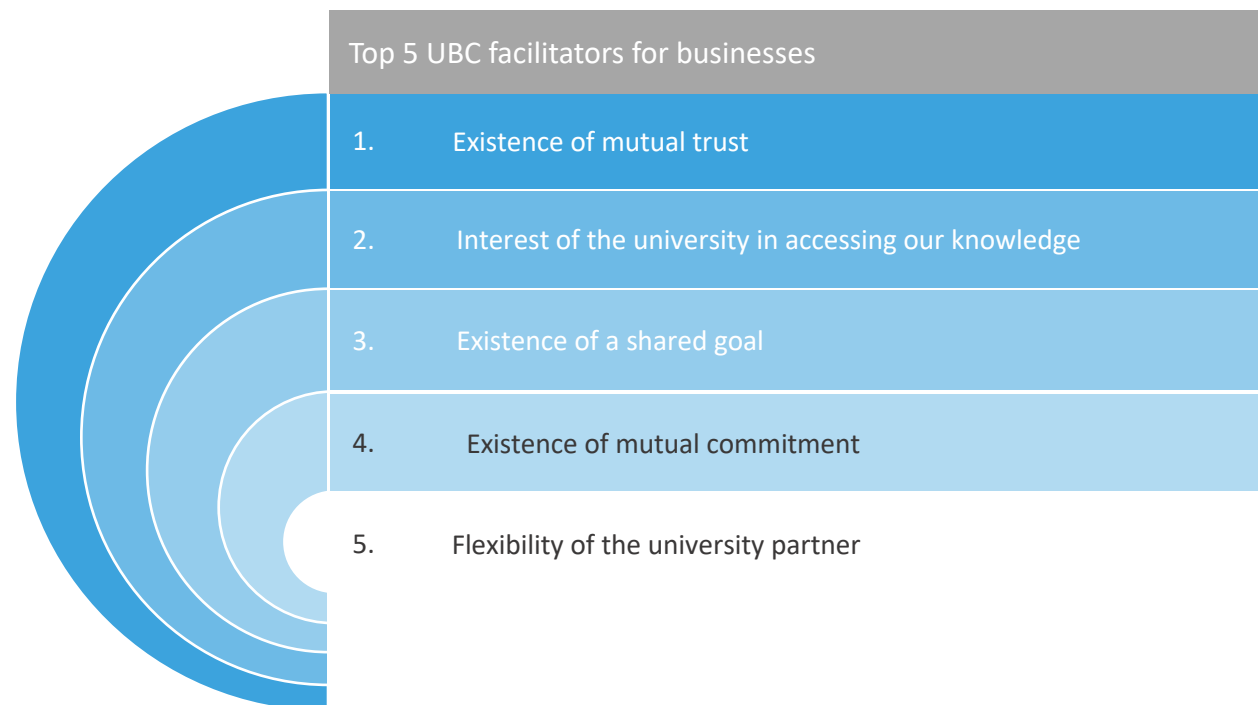 Top 5 UBC facilitators for businesses
1. Existence of mutual trust
2. Interest of the university in accessing our knowledge
3. Existence of a shared goal
4. Existence of mutual commitment
5. Flexibility of the university partner